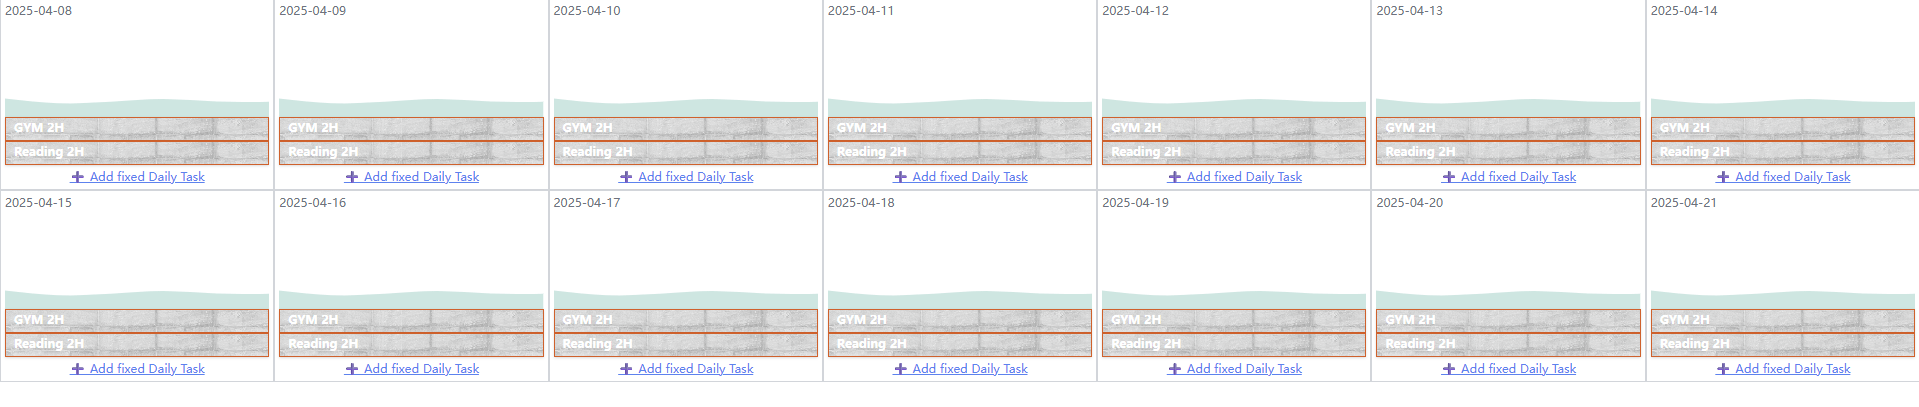 2025-04-08 2025-04-09 2025-04-10 2025-04-11 2025-04-12 2025-04-13 2025-04-14
GYM 2H GYM 2H GYM 2H GYM 2H GYM 2H GYM 2H GYM 2H
Reading 2H Reading 2H Reading 2H Reading 2H Reading 2H Reading 2H Reading 2H
Add fixed Daily Task Add fixed Daily Task Add fixed Daily Task Add fixed Daily Task Add fixed Daily Task Add fixed Daily Task Add fixed Daily Task
2025-04-15 2025-04-16 2025-04-17 2025-04-18 2025-04-19 2025-04-20 2025-04-21
GYM 2H GYM 2H GYM 2H GYM 2H GYM 2H GYM 2H GYM 2H
Reading 2H Reading 2H Reading 2H Reading 2H Reading 2H Reading 2H Reading 2H
Add fixed Daily Task Add fixed Daily Task Add fixed Daily Task Add fixed Daily Task Add fixed Daily Task Add fixed Daily Task Add fixed Daily Task